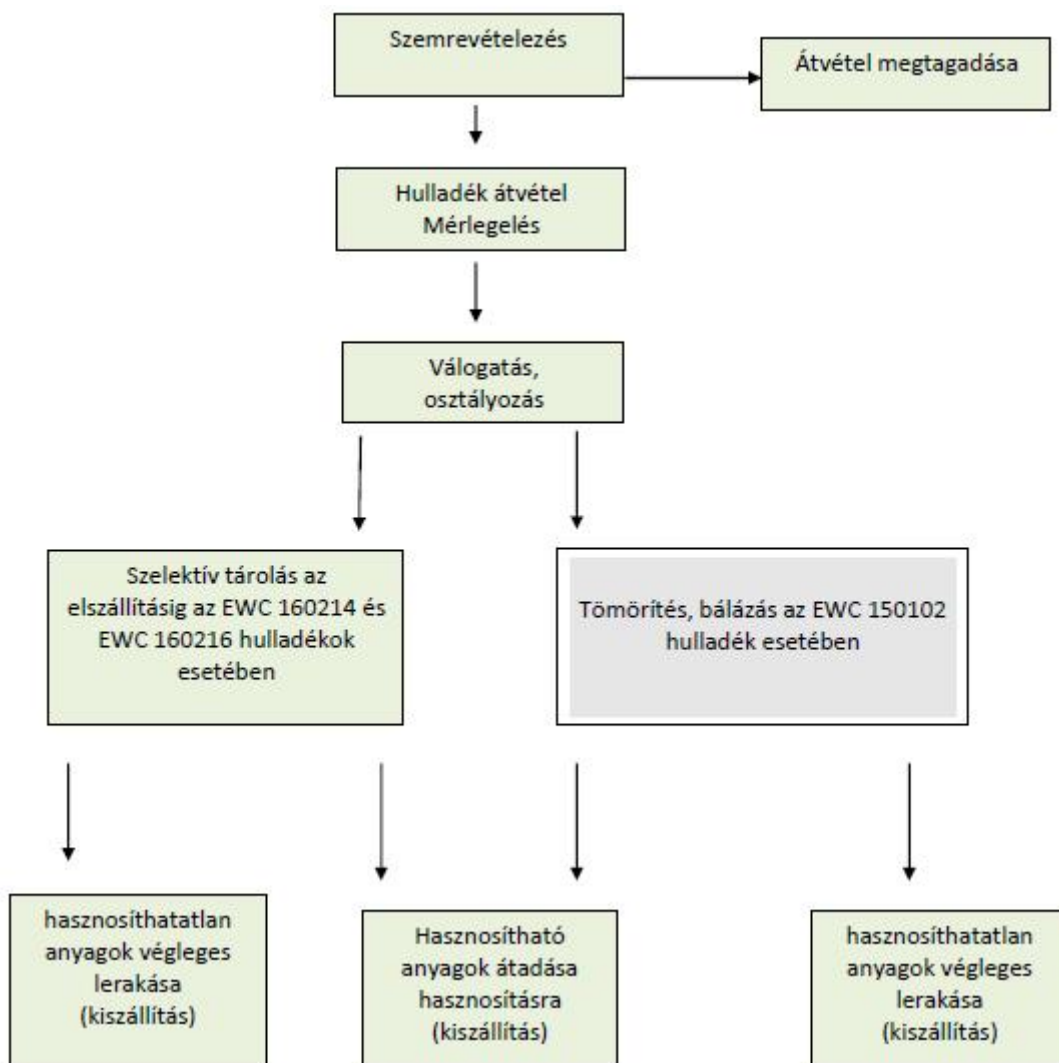 Szemrevételezés
Átvétel megtagadása
Hulladék átvétel
Mérlegelés
Válogatás,
osztályozás
Szelektív tárolás az
elszállításig az EWC 160214 és
EWC 160216 hulladékok
esetében
Tömörítés, bálázás az EWC 150102
hulladék esetében
hasznosíthatatlan
anyagok végleges
lerakása
(kiszállítás)
Hasznosítható
anyagok átadása
hasznosításra
(kiszállítás)
hasznosíthatatlan
anyagok végleges
lerakása
(kiszállítás)